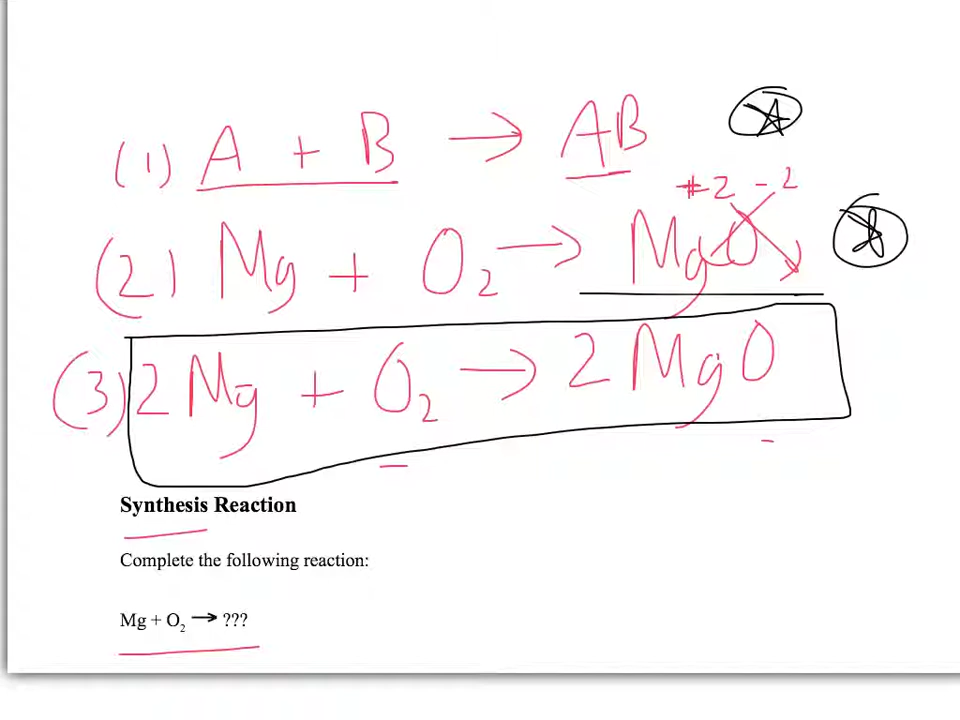 (1) A + B → AB
+2 -2
(2) Mg + O₂ → MgO
(3) 2Mg + O₂ → 2MgO
Synthesis Reaction
Complete the following reaction:
Mg + O₂ → ???